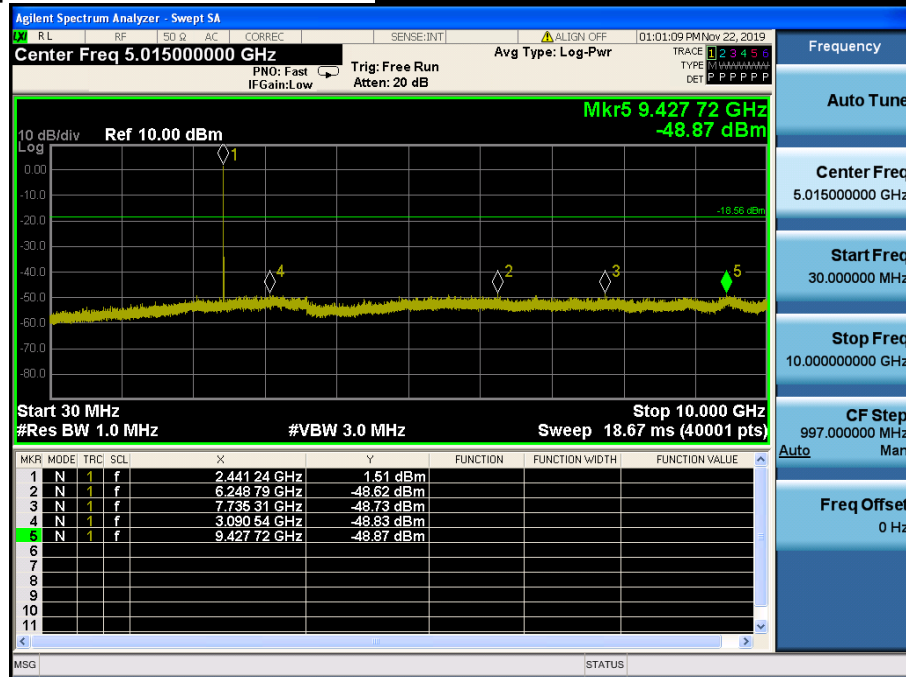 Agilent Spectrum Analyzer - Swept SA
LXI RL RF 50 Ω AC CORREC SENSE:INT ALIGN OFF 01:01:09 PM Nov 22, 2019
Center Freq 5.015000000 GHz
PNO: Fast
IFGain:Low
Trig: Free Run
Atten: 20 dB
Avg Type: Log-Pwr
TRACE 1 2 3 4 5 6
TYPE M
DET P P P P P P
Mkr5 9.427 72 GHz
-48.87 dBm
10 dB/div Ref 10.00 dBm
Log
1
0.00
-10.0
-18.56 dBm
-20.0
-30.0
-40.0
4 2 3 5
-50.0
-60.0
-70.0
-80.0
Start 30 MHz Stop 10.000 GHz
#Res BW 1.0 MHz #VBW 3.0 MHz Sweep 18.67 ms (40001 pts)
MKR MODE TRC SCL X Y FUNCTION FUNCTION WIDTH FUNCTION VALUE
1 N 1 f 2.441 24 GHz 1.51 dBm
2 N 1 f 6.248 79 GHz -48.62 dBm
3 N 1 f 7.735 31 GHz -48.73 dBm
4 N 1 f 3.090 54 GHz -48.83 dBm
5 N 1 f 9.427 72 GHz -48.87 dBm
6
7
8
9
10
11
MSG STATUS
Frequency
Auto Tune
Center Freq
5.015000000 GHz
Start Freq
30.000000 MHz
Stop Freq
10.000000000 GHz
CF Step
997.000000 MHz
Auto Man
Freq Offset
0 Hz